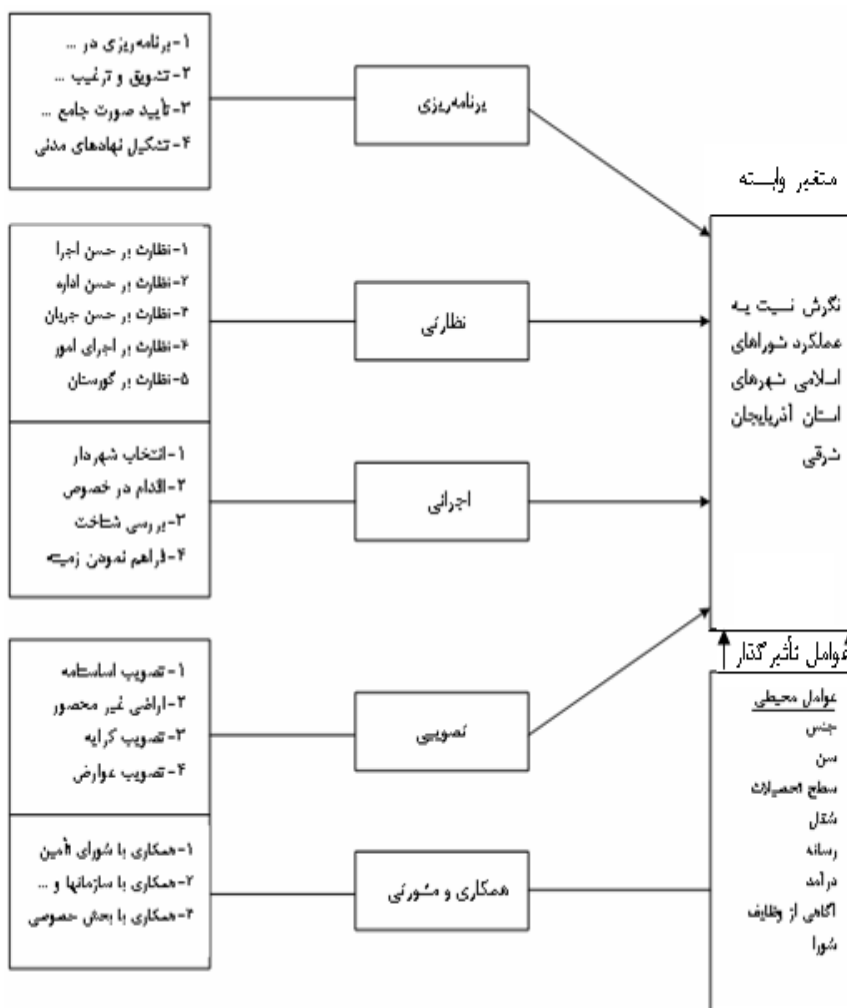 ۱-برنامه‌ریزی در ...
۲-تشویق و ترغیب ...
۳-تأیید صورت جامع ...
۴-تشکیل نهادهای مدنی
برنامه‌ریزی
متغیر وابسته
۱-نظارت بر حسن اجرا
۲-نظارت بر حسن اداره
۳-نظارت بر حسن جریان
۴-نظارت بر اجرای امور
۵-نظارت بر گورستان
نظارتی
نگرش نسبت به
عملکرد شوراهای
اسلامی شهرهای
استان آذربایجان
شرقی
۱-انتخاب شهردار
۲-اقدام در خصوص
۳-بررسی شناخت
۴-فراهم نمودن زمینه
اجرائی
۱-تصویب اساسنامه
۲-اراضی غیر محصور
۳-تصویب کرایه
۴-تصویب عوارض
تصویبی
عوامل تأثیر گذار
عوامل محیطی
جنس
سن
سطح تحصیلات
شغل
رسانه
درآمد
آگاهی از وظایف
شورا
۱-همکاری با شورای تأمین
۲-همکاری با سازمانها و ...
۳-همکاری با بخش خصوصی
همکاری و مشورتی